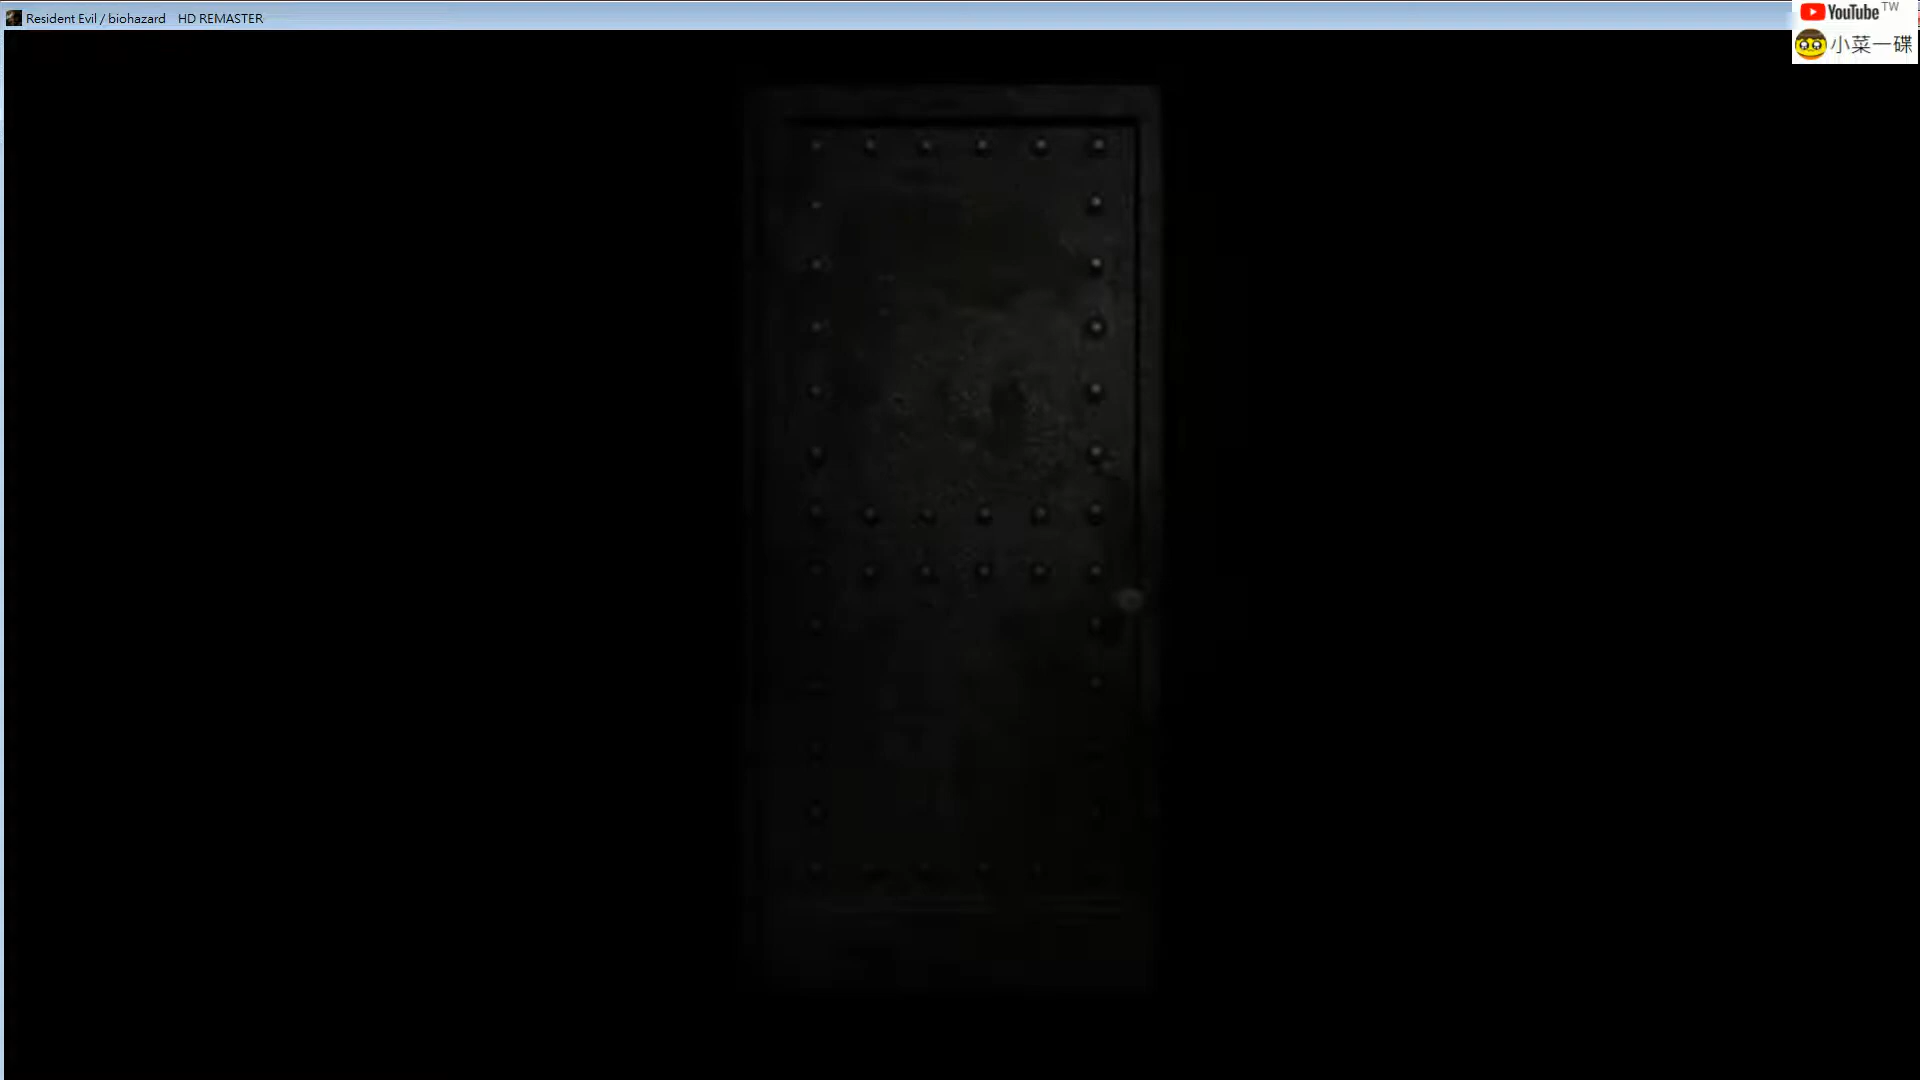 Resident Evil / biohazard HD REMASTER
YouTube TW
小菜一碟